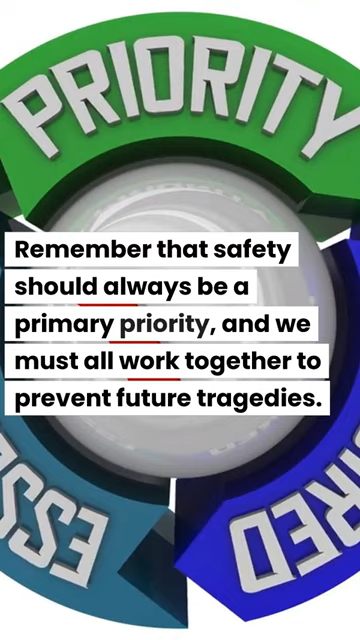 PRIORITY
Remember that safety
should always be a
primary priority, and we
must all work together to
prevent future tragedies.